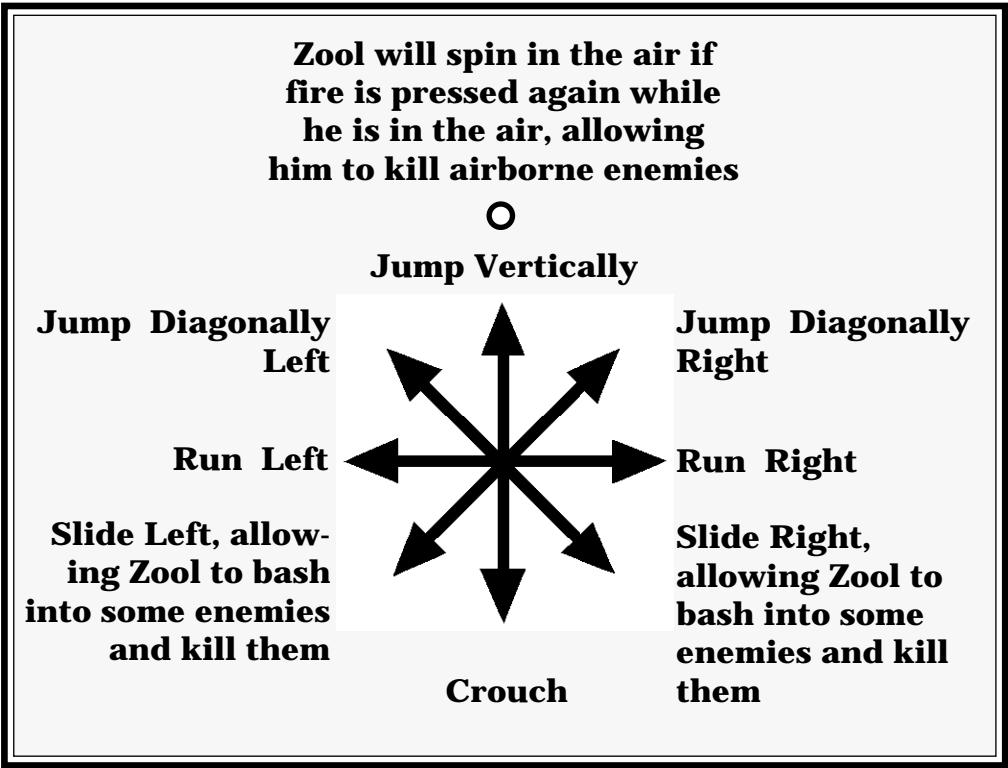 Zool will spin in the air if
fire is pressed again while
he is in the air, allowing
him to kill airborne enemies
Jump Vertically
Jump Diagonally
Left
Jump Diagonally
Right
Run Left
Run Right
Slide Left, allow-
ing Zool to bash
into some enemies
and kill them
Slide Right,
allowing Zool to
bash into some
enemies and kill
them
Crouch